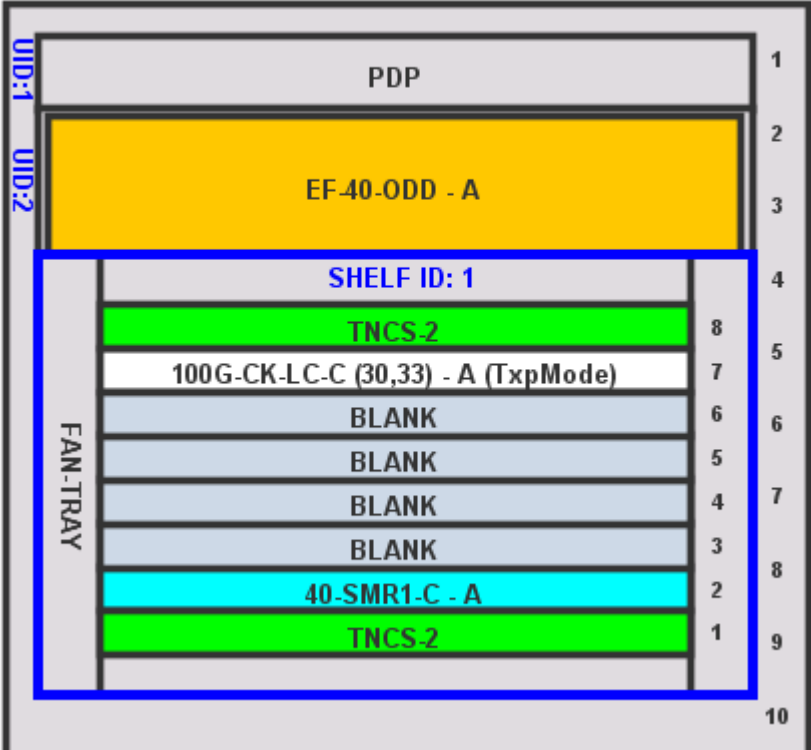 UID:1
PDP
1
UID:2
EF-40-ODD - A
2
3
SHELF ID: 1
4
FAN-TRAY
TNCS-2
8
5
100G-CK-LC-C (30,33) - A (TxpMode)
7
BLANK
6
6
BLANK
5
BLANK
4
7
BLANK
3
8
40-SMR1-C - A
2
TNCS-2
1
9
10